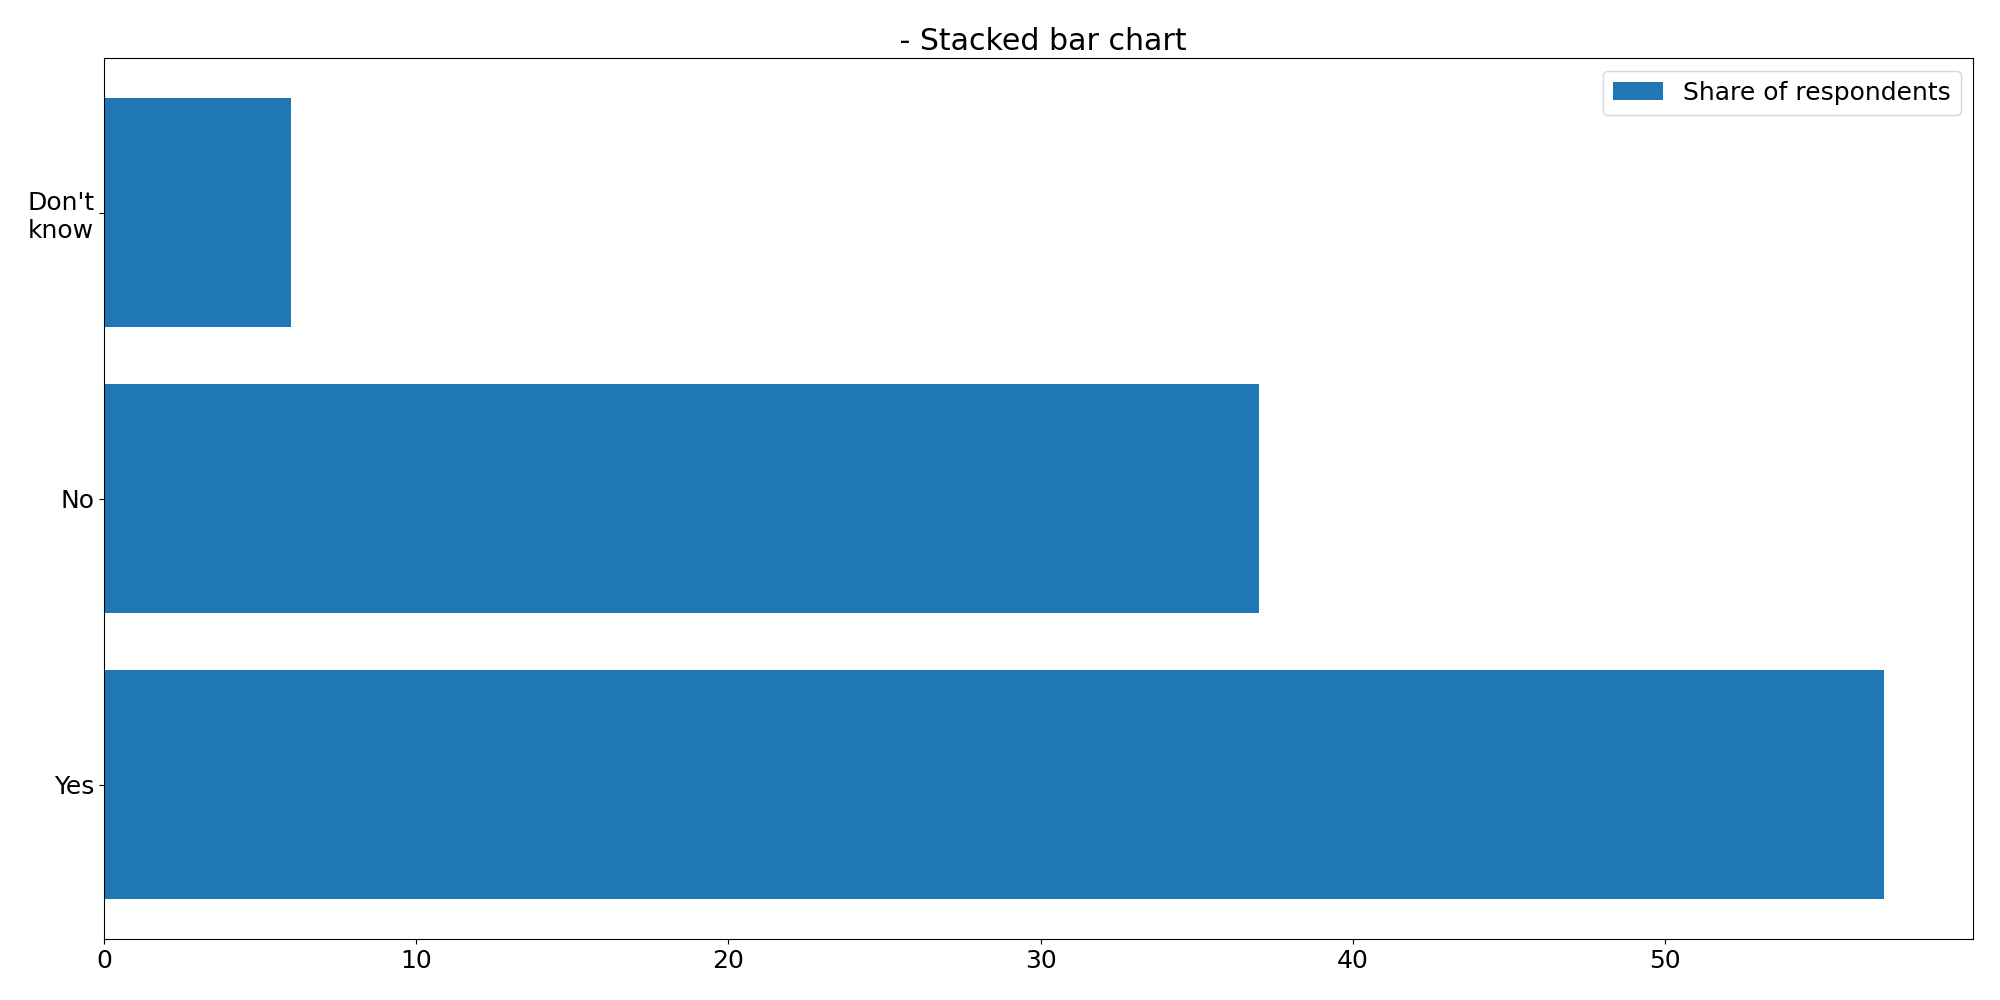 - Stacked bar chart
Share of respondents
Don't
know
No
Yes
0 10 20 30 40 50